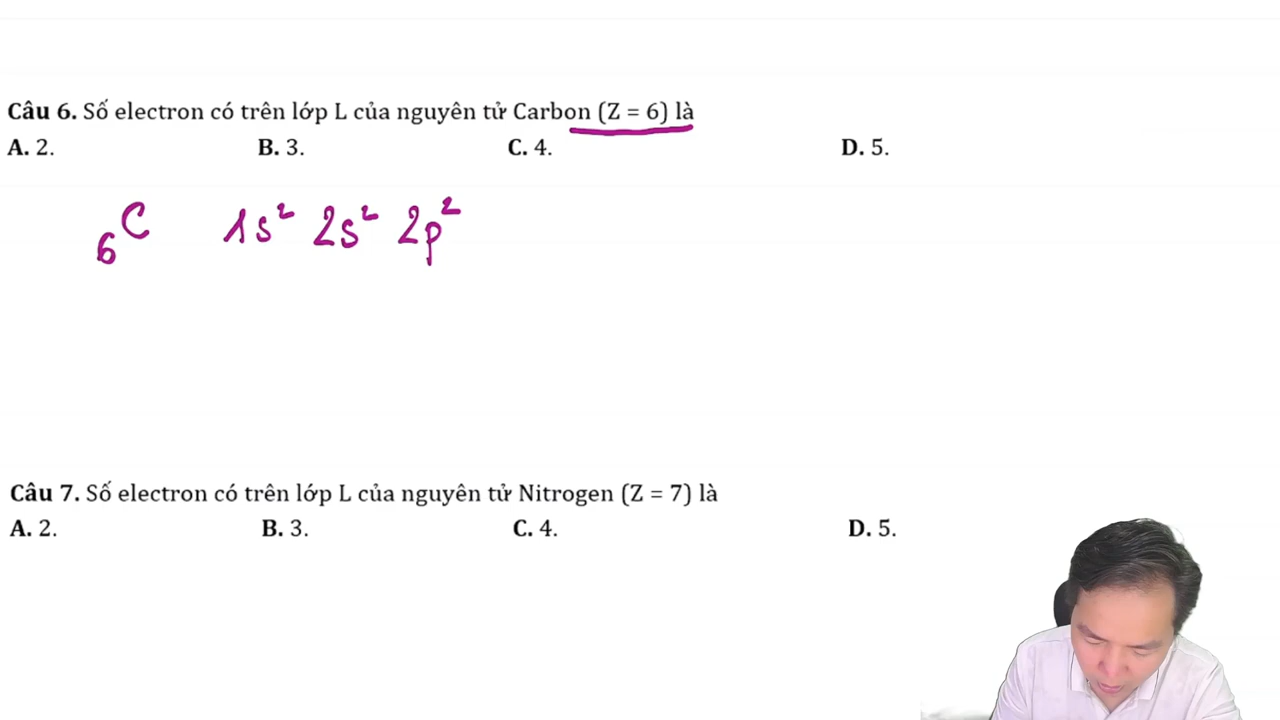 Câu 6. Số electron có trên lớp L của nguyên tử Carbon (Z = 6) là
A. 2. B. 3. C. 4. D. 5.
₆C 1s² 2s² 2p²
Câu 7. Số electron có trên lớp L của nguyên tử Nitrogen (Z = 7) là
A. 2. B. 3. C. 4. D. 5.